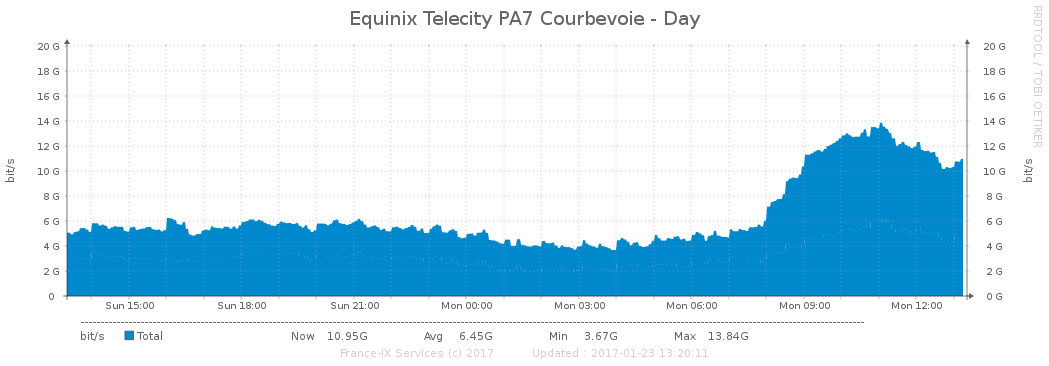 Equinix Telecity PA7 Courbevoie - Day
RRDTOOL / TOBI OETIKER
20 G 20 G
18 G 18 G
16 G 16 G
14 G 14 G
12 G 12 G
10 G 10 G
8 G 8 G
6 G 6 G
4 G 4 G
2 G 2 G
0 0 G
bit/s
bit/s
Sun 15:00 Sun 18:00 Sun 21:00 Mon 00:00 Mon 03:00 Mon 06:00 Mon 09:00 Mon 12:00
bit/s Total Now 10.95G Avg 6.45G Min 3.67G Max 13.84G
France-IX Services (c) 2017 Updated : 2017-01-23 13:20:11